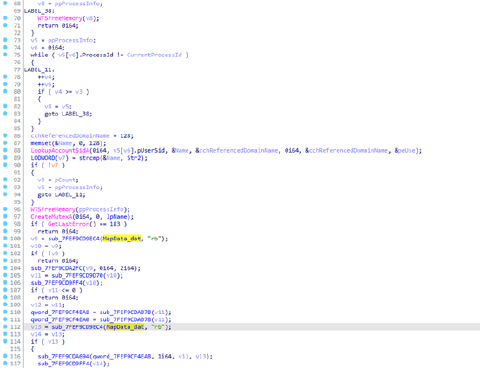 68 v8 = ppProcessInfo;
69 LABEL_38:
70 WTSFreeMemory(v8);
71 return 0i64;
72 }
73 v5 = ppProcessInfo;
74 v6 = 0i64;
75 while ( v5[v6].ProcessId != CurrentProcessId )
76 {
77 LABEL_11:
78 ++v4;
79 ++v6;
80 if ( v4 >= v3 )
81 {
82 v8 = v5;
83 goto LABEL_38;
84 }
85 }
86 cchReferencedDomainName = 128;
87 memset(&Name, 0, 128);
88 LookupAccountSidA(0i64, v5[v6].pUserSid, &Name, &cchReferencedDomainName, 0i64, &cchReferencedDomainName, &peUse);
89 LODWORD(v7) = strcmp(&Name, Str2);
90 if ( !v7 )
91 {
92 v3 = pCount;
93 v5 = ppProcessInfo;
94 goto LABEL_11;
95 }
96 WTSFreeMemory(ppProcessInfo);
97 CreateMutexA(0i64, 0, lpName);
98 if ( GetLastError() == 183 )
99 return 0i64;
100 v9 = sub_7FEF9CD9EC4(MapData_dat, "rb");
101 v10 = v9;
102 if ( !v9 )
103 return 0i64;
104 sub_7FEF9CDA2FC(v9, 0i64, 2i64);
105 v11 = sub_7FEF9CD9D70(v10);
106 sub_7FEF9CD9FF4(v10);
107 if ( v11 <= 0 )
108 return 0i64;
109 v12 = v11;
110 qword_7FEF9CF4EA8 = sub_7FEF9CDAD78(v11);
111 qword_7FEF9CF4EA0 = sub_7FEF9CDAD78(v11);
112 v13 = sub_7FEF9CD9EC4(MapData_dat, "rb");
113 v14 = v13;
114 if ( v13 )
115 {
116 sub_7FEF9CDA694(qword_7FEF9CF4EA8, 1i64, v11, v13);
117 sub_7FEF9CD9FF4(v14);